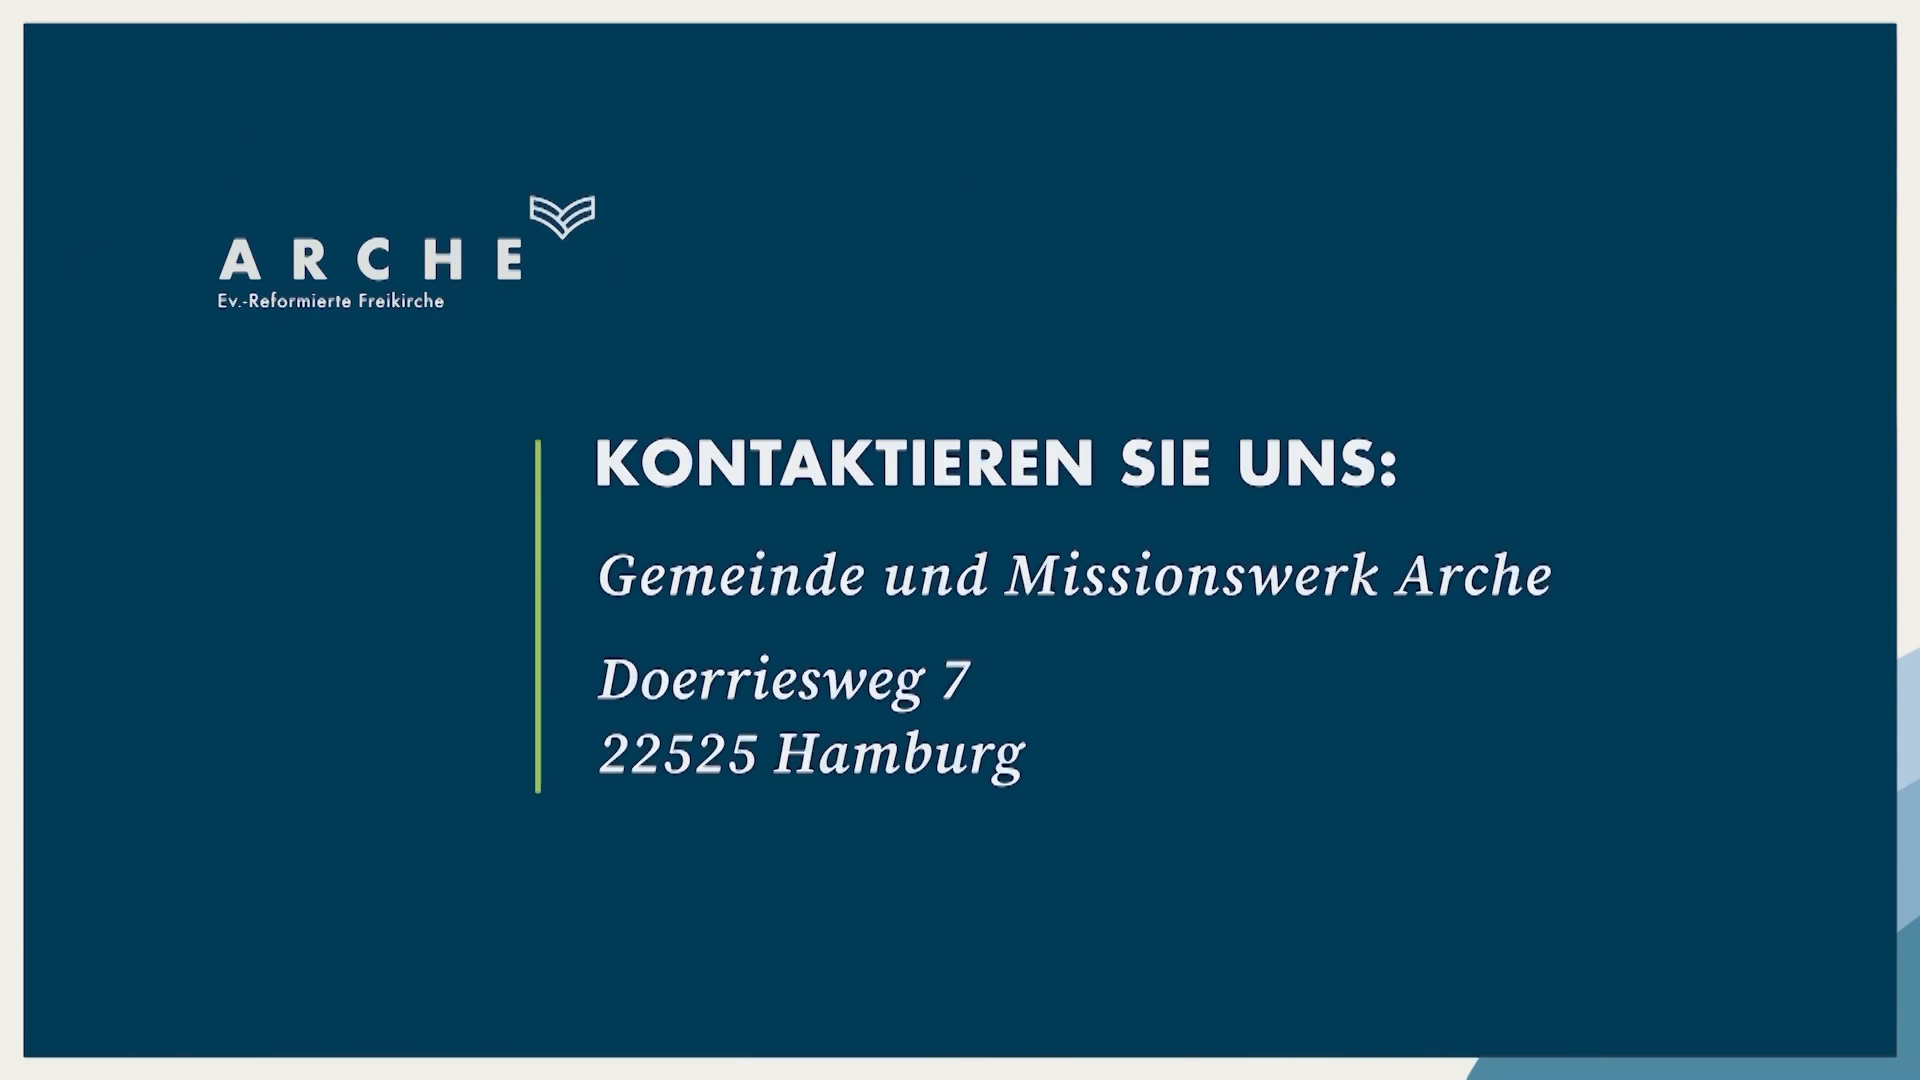 ARCHE
Ev.-Reformierte Freikirche
KONTAKTIEREN SIE UNS:
Gemeinde und Missionswerk Arche
Doerriesweg 7
22525 Hamburg